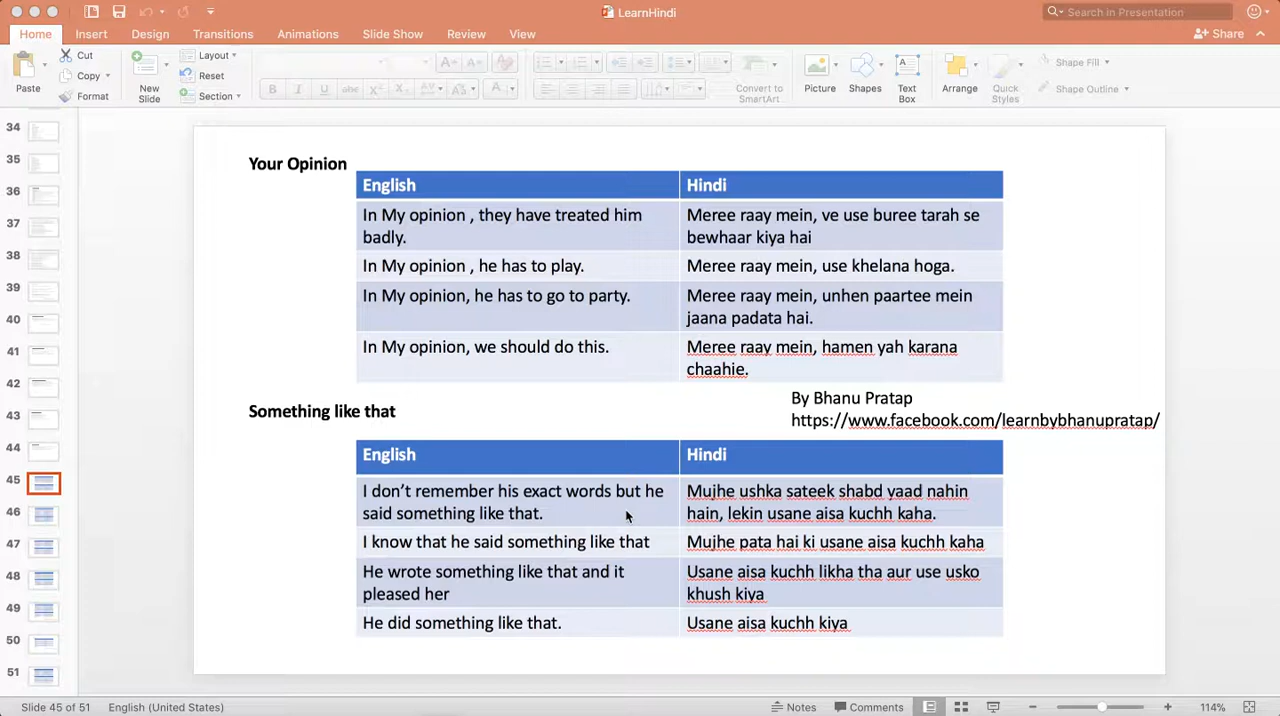 LearnHindi
Search in Presentation
Home Insert Design Transitions Animations Slide Show Review View
Share
Paste
Cut
Copy
Format
New Slide
Layout
Reset
Section
B I U abc X² X₂ AV Aa A
Convert to SmartArt
Picture
Shapes
Text Box
Arrange
Quick Styles
Shape Fill
Shape Outline
34
35
36
37
38
39
40
41
42
43
44
45
46
47
48
49
50
51
Your Opinion
English Hindi
In My opinion , they have treated him badly.
Meree raay mein, ve use buree tarah se bewhaar kiya hai
In My opinion , he has to play.
Meree raay mein, use khelana hoga.
In My opinion, he has to go to party.
Meree raay mein, unhen paartee mein jaana padata hai.
In My opinion, we should do this.
Meree raay mein, hamen yah karana chaahie.
By Bhanu Pratap
https://www.facebook.com/learnbybhanupratap/
Something like that
English Hindi
I don’t remember his exact words but he said something like that.
Mujhe ushka sateek shabd yaad nahin hain, lekin usane aisa kuchh kaha.
I know that he said something like that
Mujhe pata hai ki usane aisa kuchh kaha
He wrote something like that and it pleased her
Usane aisa kuchh likha tha aur use usko khush kiya
He did something like that.
Usane aisa kuchh kiya
Slide 45 of 51
English (United States)
Notes
Comments
114%